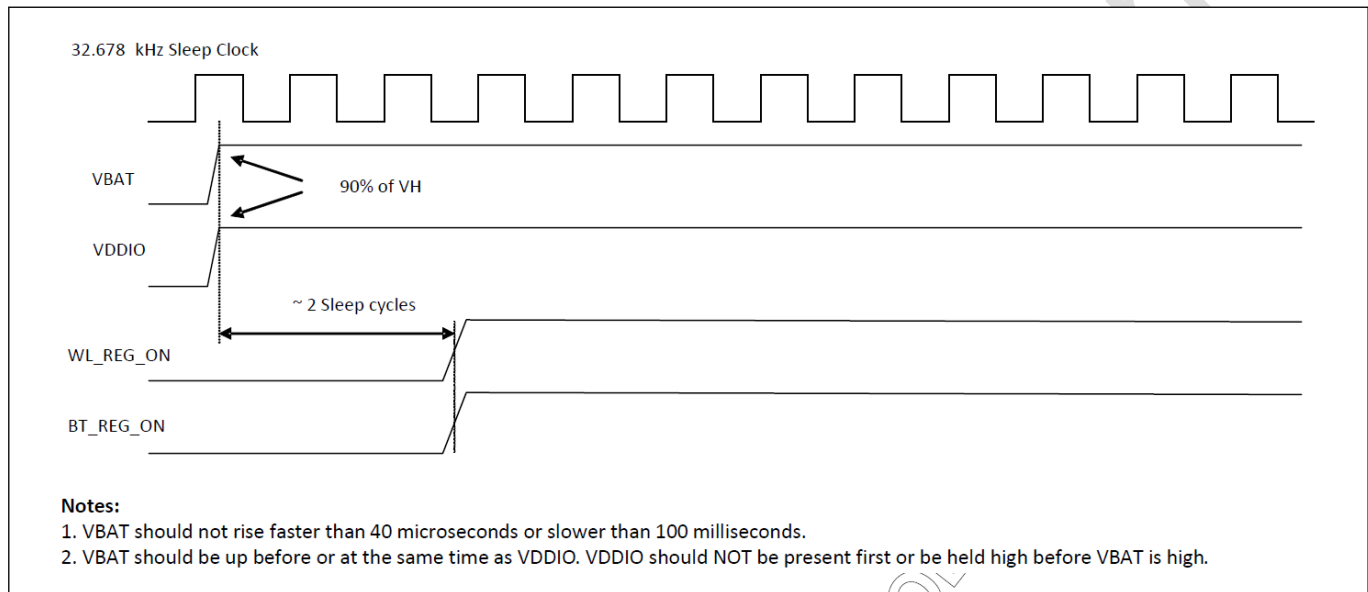 32.678 kHz Sleep Clock
VBAT
90% of VH
VDDIO
~ 2 Sleep cycles
WL_REG_ON
BT_REG_ON
Notes:
1. VBAT should not rise faster than 40 microseconds or slower than 100 milliseconds.
2. VBAT should be up before or at the same time as VDDIO. VDDIO should NOT be present first or be held high before VBAT is high.